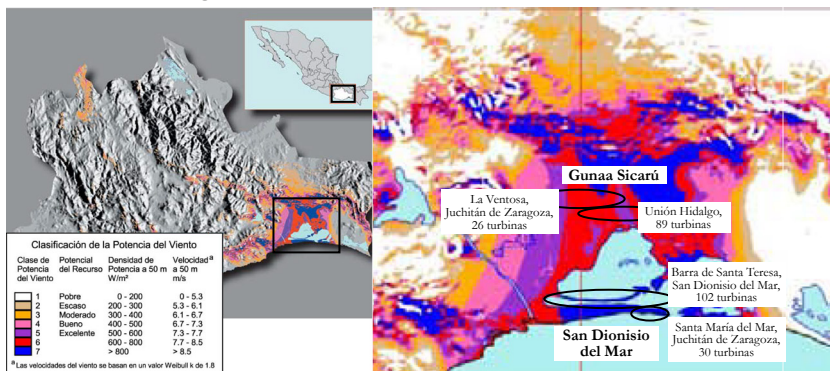 Clasificación de la Potencia del Viento
Clase de Potencia del Viento
Potencial del Recurso
Densidad de Potencia a 50 m W/m²
Velocidad a a 50 m m/s
1 Pobre 0 - 200 0 - 5.3
2 Escaso 200 - 300 5.3 - 6.1
3 Moderado 300 - 400 6.1 - 6.7
4 Bueno 400 - 500 6.7 - 7.3
5 Excelente 500 - 600 7.3 - 7.7
6 600 - 800 7.7 - 8.5
7 > 800 > 8.5
a Las velocidades del viento se basan en un valor Weibull k de 1.8
Gunaa Sicarú
La Ventosa,
Juchitán de Zaragoza,
26 turbinas
Unión Hidalgo,
89 turbinas
Barra de Santa Teresa,
San Dionisio del Mar,
102 turbinas
San Dionisio
del Mar
Santa María del Mar,
Juchitán de Zaragoza,
30 turbinas